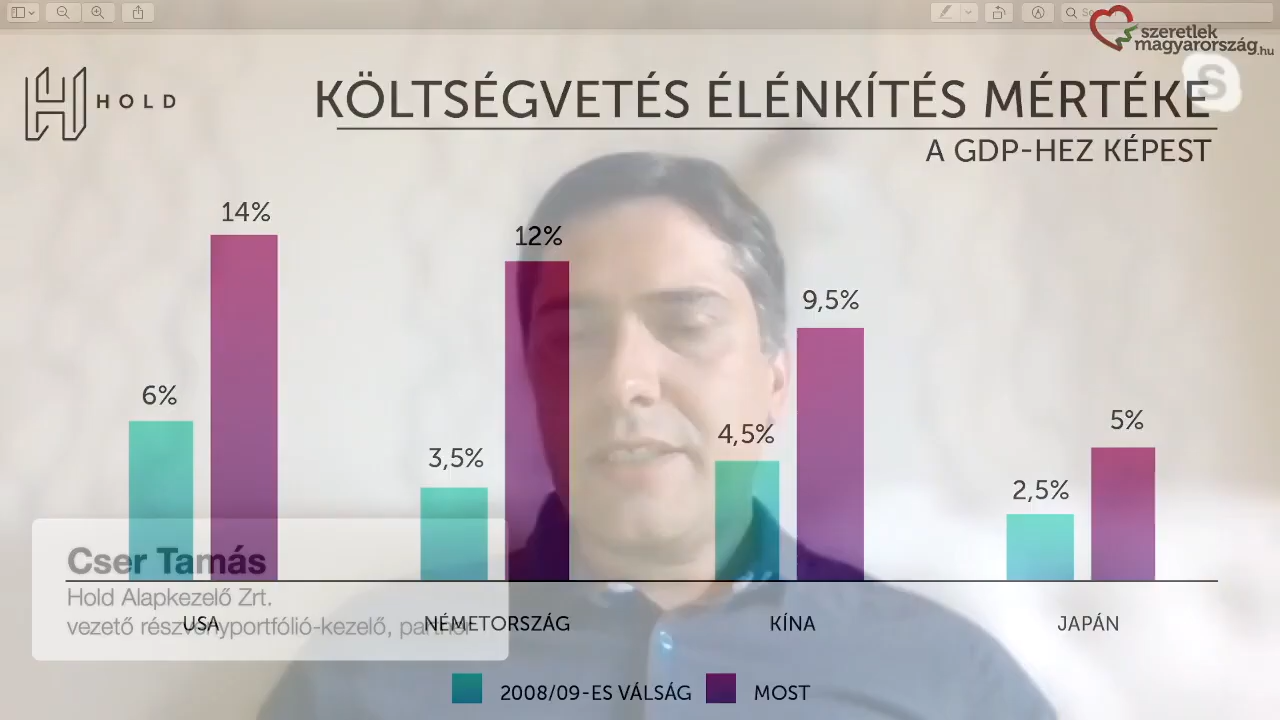 szeretlek
magyarország.hu
S
HOLD
KÖLTSÉGVETÉS ÉLÉNKÍTÉS MÉRTÉKE
A GDP-HEZ KÉPEST
14%
12%
9,5%
6%
4,5%
5%
3,5%
2,5%
Cser Tamás
Hold Alapkezelő Zrt.
vezető részvényportfólió-kezelő, partner
USA
NÉMETORSZÁG
KÍNA
JAPÁN
2008/09-ES VÁLSÁG
MOST